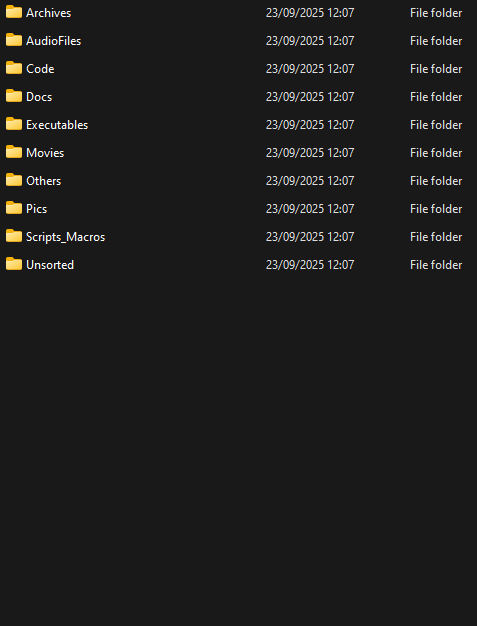 Archives 23/09/2025 12:07 File folder
AudioFiles 23/09/2025 12:07 File folder
Code 23/09/2025 12:07 File folder
Docs 23/09/2025 12:07 File folder
Executables 23/09/2025 12:07 File folder
Movies 23/09/2025 12:07 File folder
Others 23/09/2025 12:07 File folder
Pics 23/09/2025 12:07 File folder
Scripts_Macros 23/09/2025 12:07 File folder
Unsorted 23/09/2025 12:07 File folder